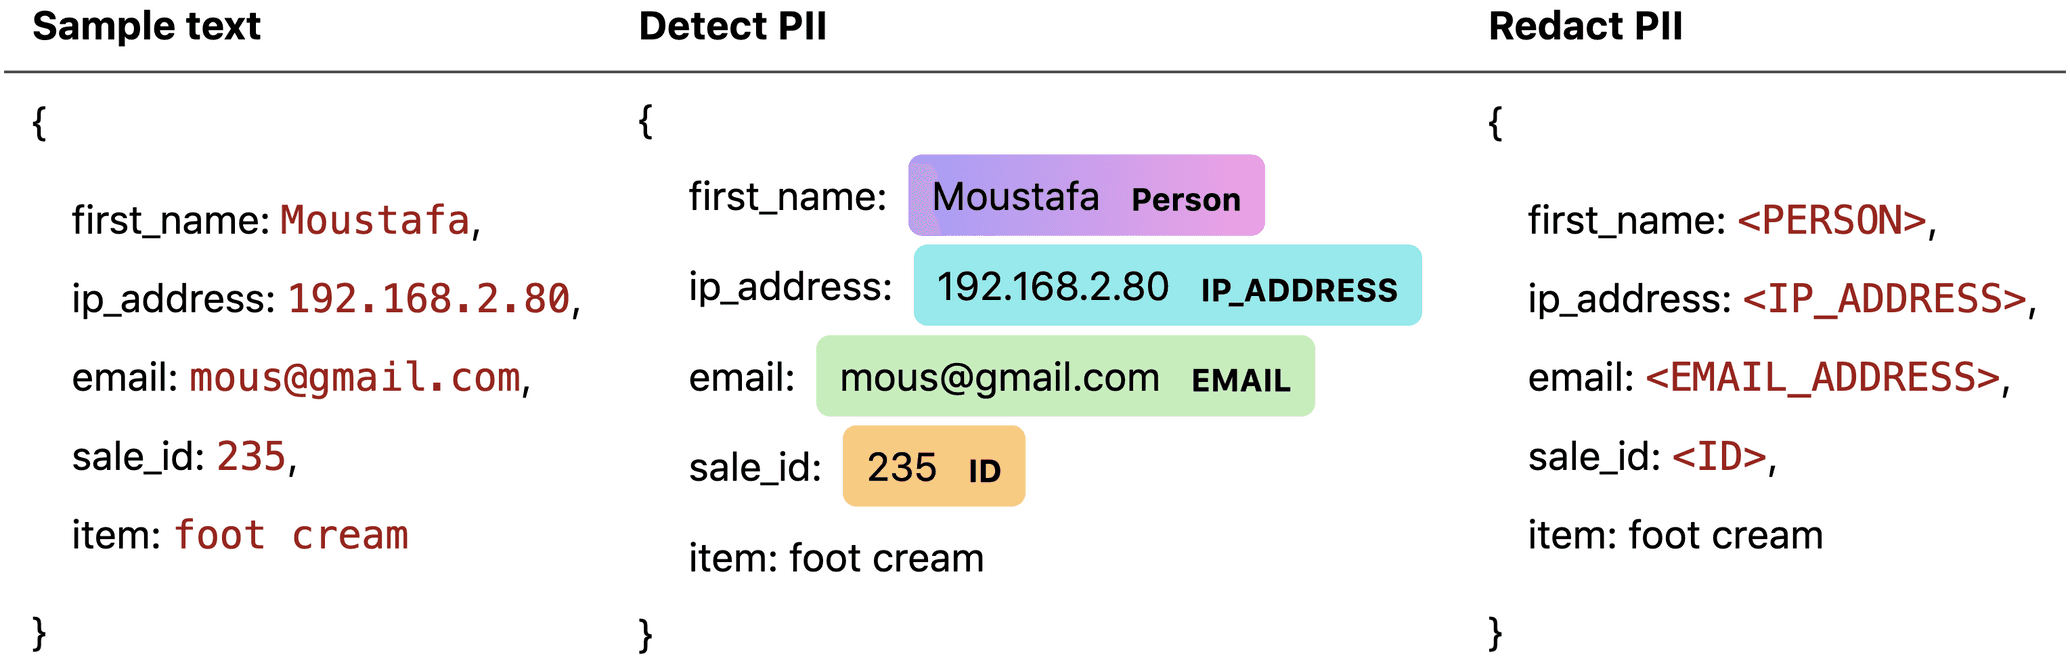 Sample text
{
first_name: Moustafa,
ip_address: 192.168.2.80,
email: mous@gmail.com,
sale_id: 235,
item: foot cream
}
Detect PII
{
first_name: Moustafa Person
ip_address: 192.168.2.80 IP_ADDRESS
email: mous@gmail.com EMAIL
sale_id: 235 ID
item: foot cream
}
Redact PII
{
first_name: <PERSON>,
ip_address: <IP_ADDRESS>,
email: <EMAIL_ADDRESS>,
sale_id: <ID>,
item: foot cream
}